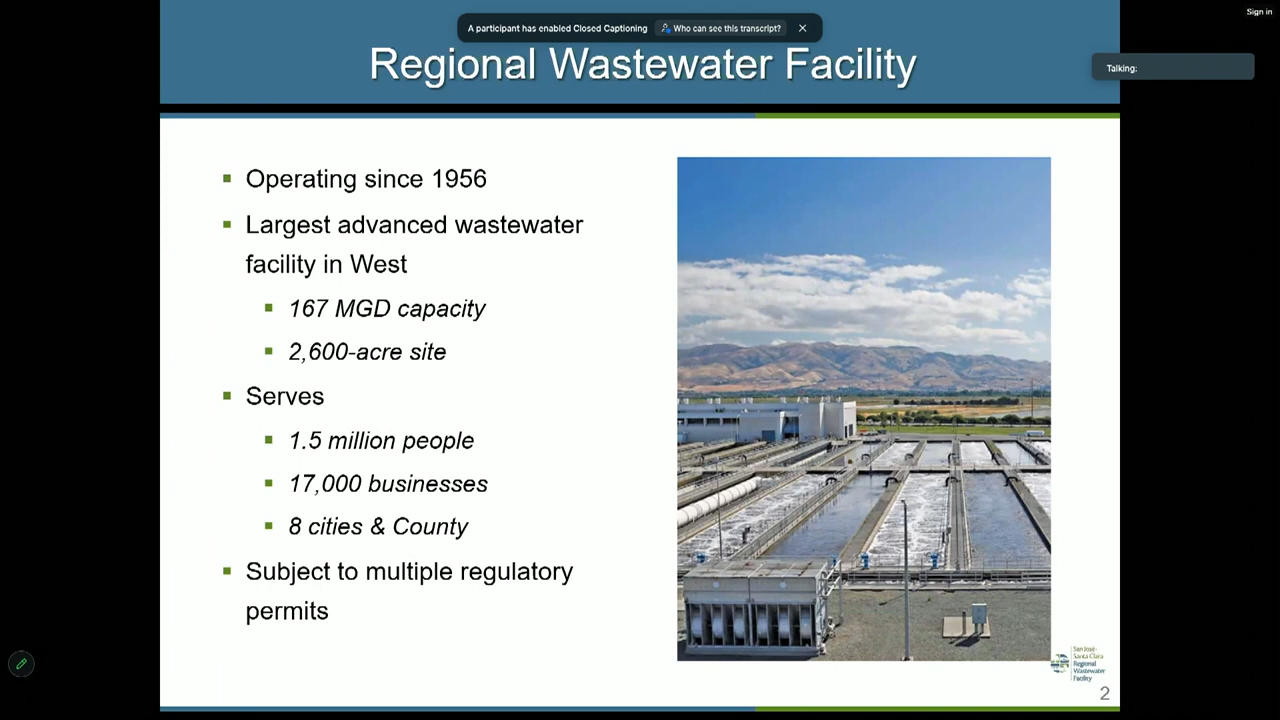 Sign in
A participant has enabled Closed Captioning
Who can see this transcript?
Regional Wastewater Facility
Talking:
Operating since 1956
Largest advanced wastewater
facility in West
167 MGD capacity
2,600-acre site
Serves
1.5 million people
17,000 businesses
8 cities & County
Subject to multiple regulatory
permits
San José-
Santa Clara
Regional
Wastewater
Facility
2